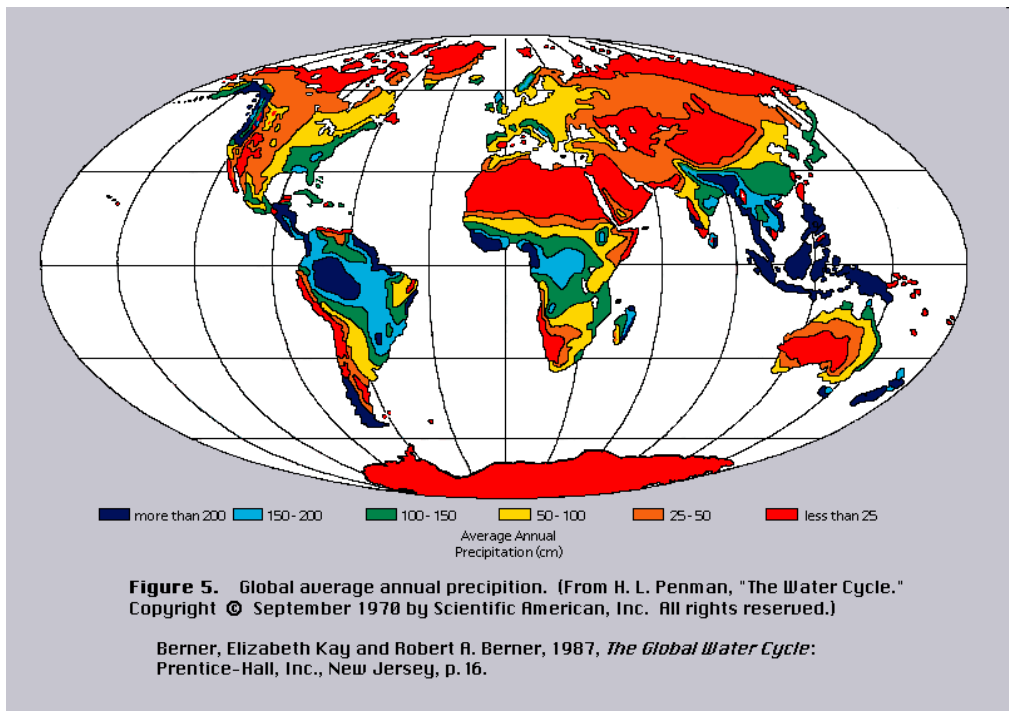 more than 200 150 - 200 100 - 150 50 - 100 25 - 50 less than 25
Average Annual
Precipitation (cm)
Figure 5. Global average annual precipition. (From H. L. Penman, "The Water Cycle."
Copyright © September 1970 by Scientific American, Inc. All rights reserved.)
Berner, Elizabeth Kay and Robert A. Berner, 1987, The Global Water Cycle:
Prentice-Hall, Inc., New Jersey, p. 16.